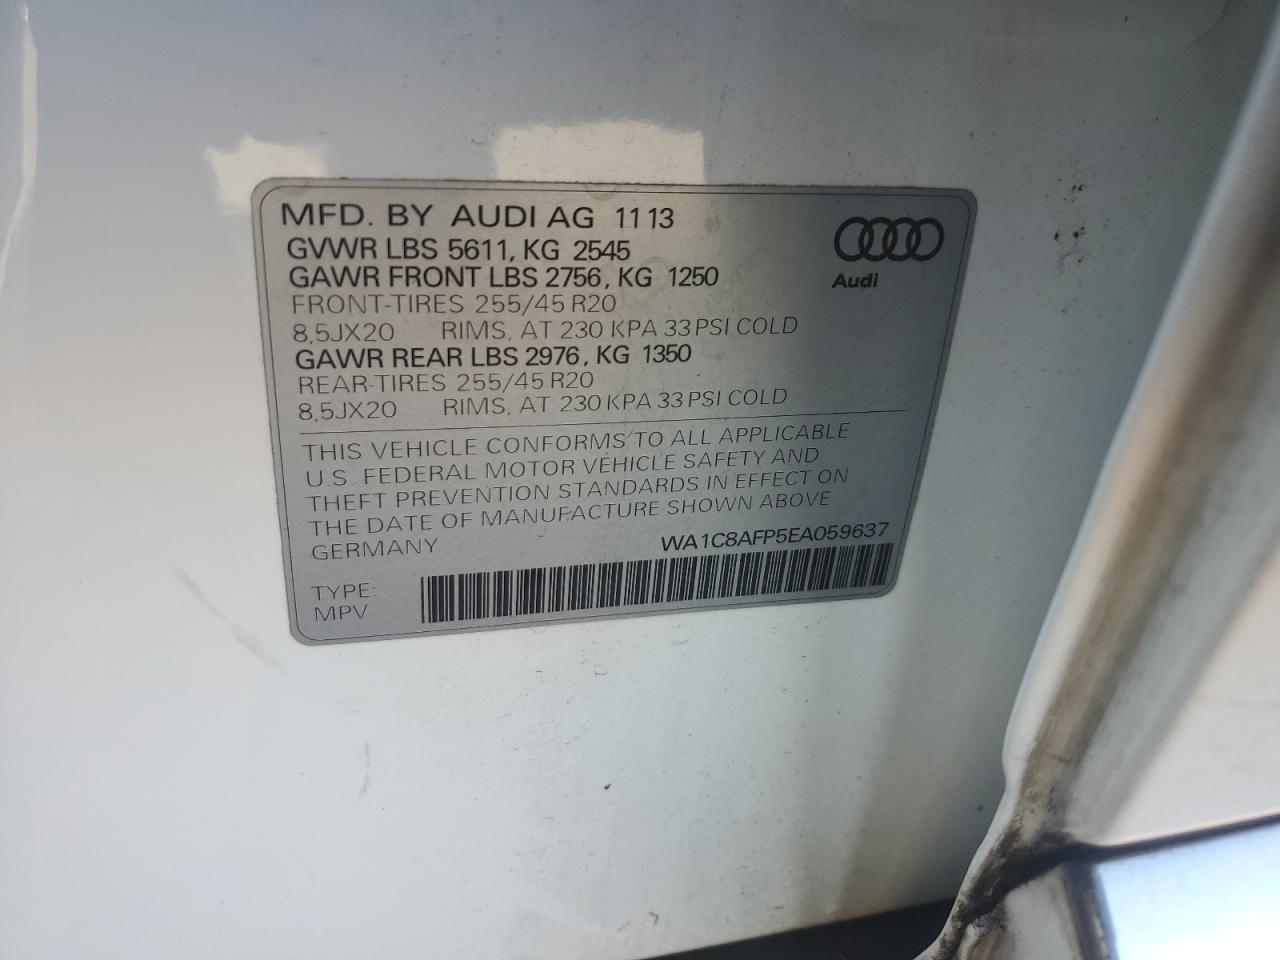 MFD. BY AUDI AG 11 13
GVWR LBS 5611, KG 2545
GAWR FRONT LBS 2756, KG 1250
FRONT-TIRES 255/45 R20
8,5JX20 RIMS, AT 230 KPA 33 PSI COLD
GAWR REAR LBS 2976, KG 1350
REAR-TIRES 255/45 R20
8,5JX20 RIMS, AT 230 KPA 33 PSI COLD
Audi
THIS VEHICLE CONFORMS TO ALL APPLICABLE
U.S. FEDERAL MOTOR VEHICLE SAFETY AND
THEFT PREVENTION STANDARDS IN EFFECT ON
THE DATE OF MANUFACTURE SHOWN ABOVE
GERMANY WA1C8AFP5EA059637
TYPE:
MPV